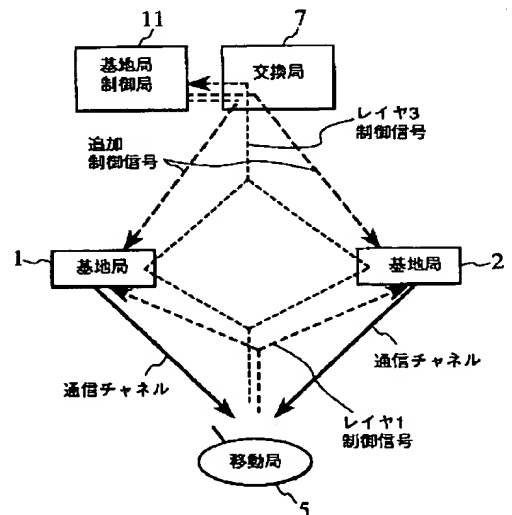 11
7
基地局
制御局
交換局
レイヤ3
制御信号
追加
制御信号
1
基地局
基地局
2
通信チャネル
通信チャネル
レイヤ1
制御信号
移動局
5